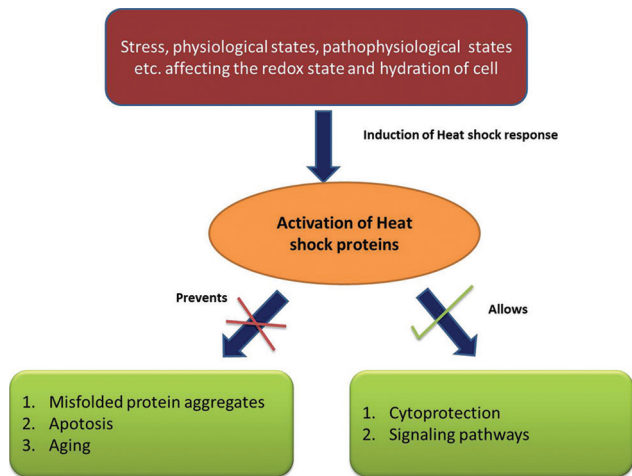 Stress, physiological states, pathophysiological states
etc. affecting the redox state and hydration of cell
Induction of Heat shock response
Activation of Heat
shock proteins
Prevents
Allows
1. Misfolded protein aggregates
2. Apotosis
3. Aging
1. Cytoprotection
2. Signaling pathways